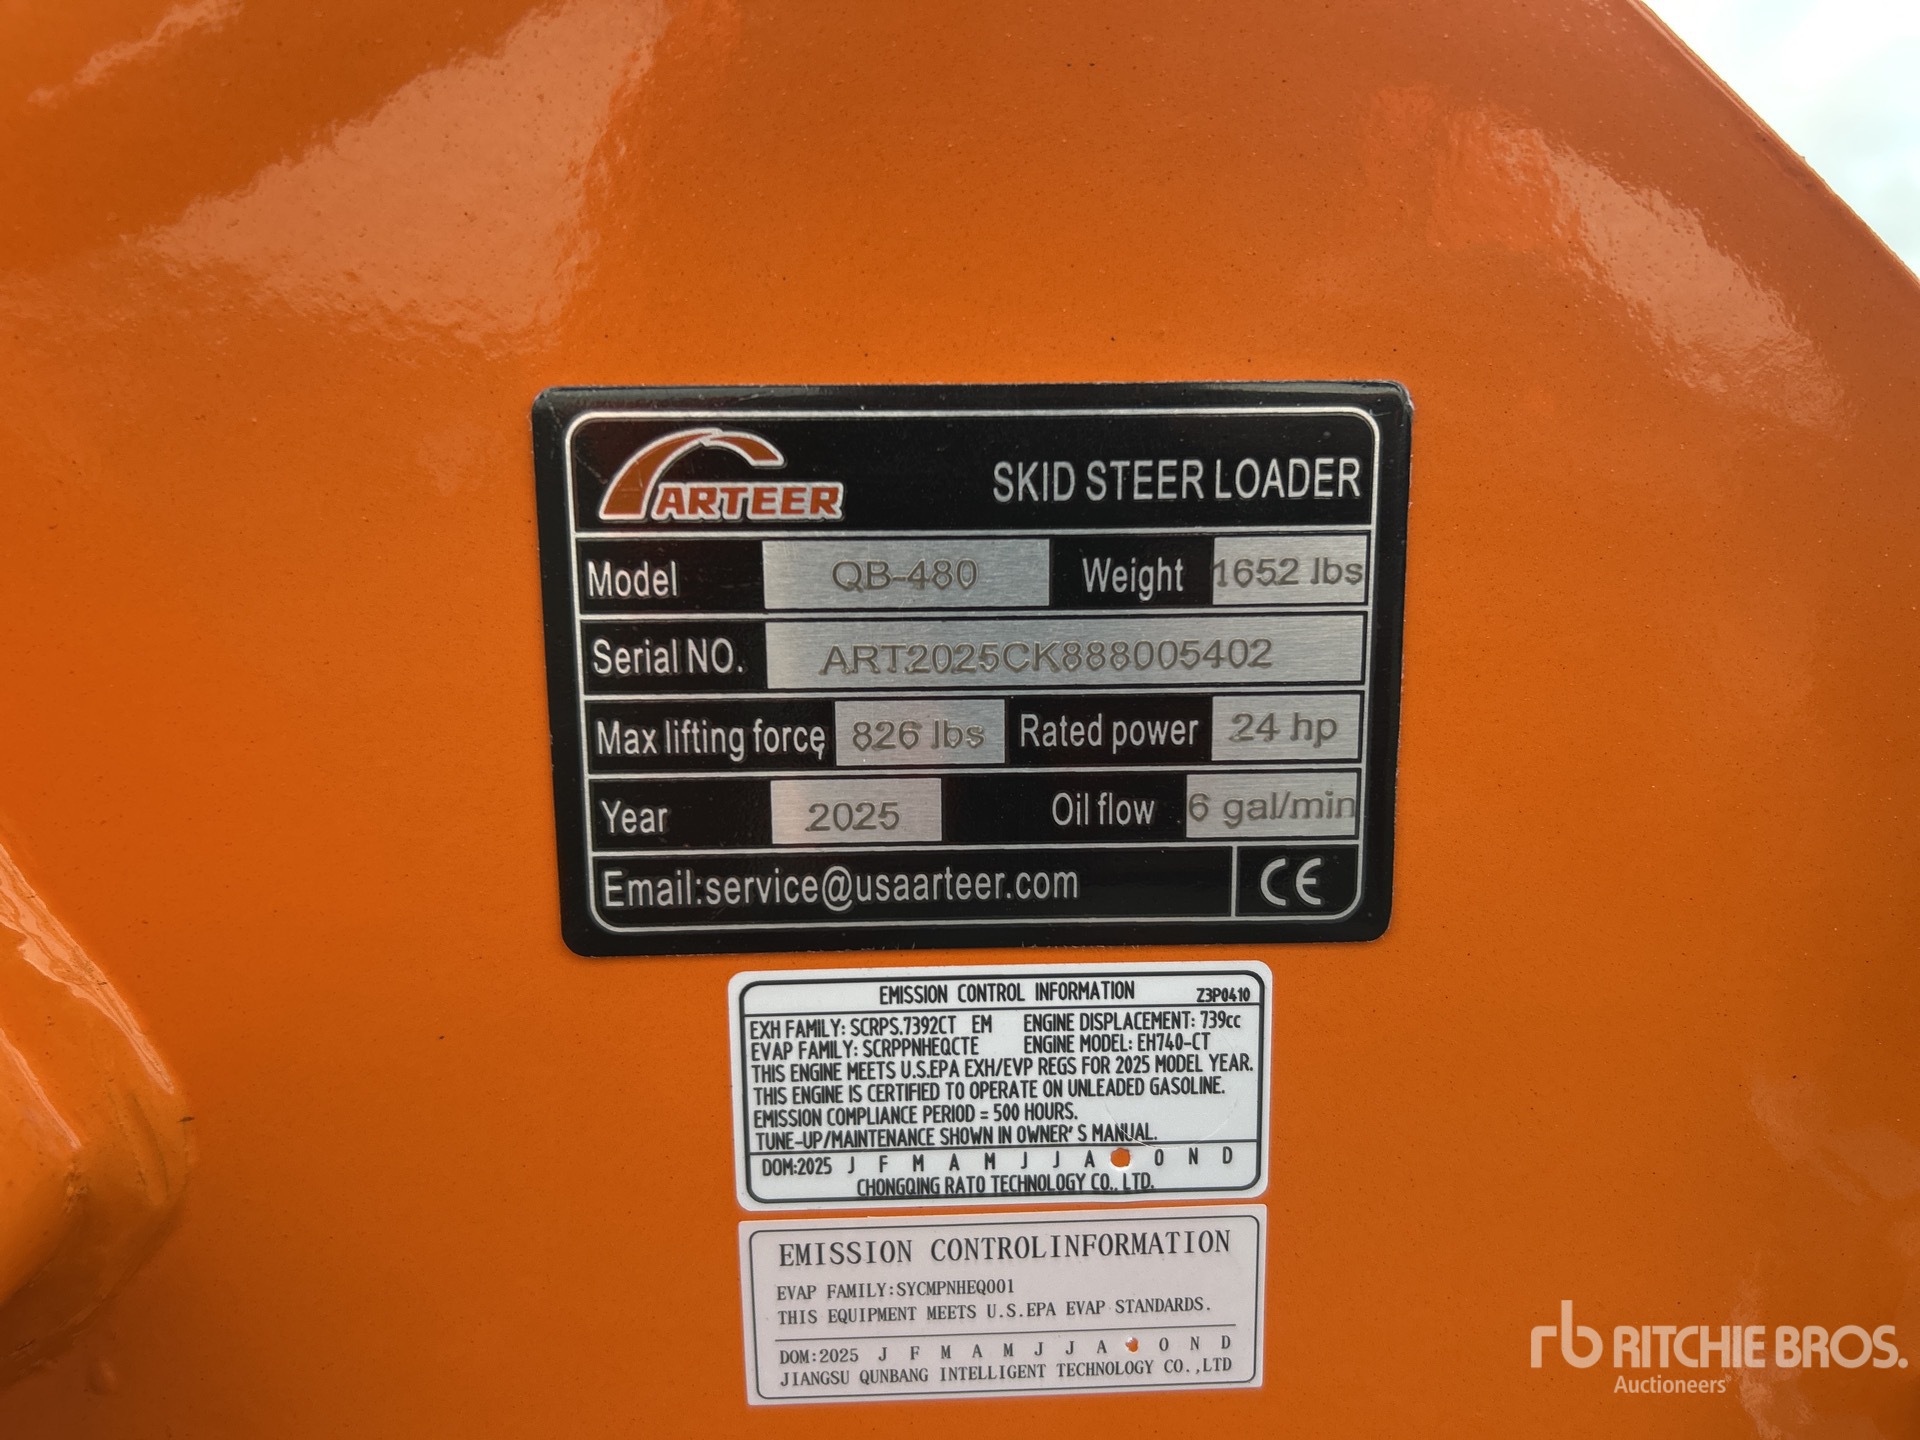 ARTEER
SKID STEER LOADER
Model QB-480 Weight 1652 lbs
Serial NO. ART2025CK888005402
Max lifting force 826 lbs Rated power 24 hp
Year 2025 Oil flow 6 gal/min
Email:service@usaarteer.com CE
EMISSION CONTROL INFORMATION Z3P0410
EXH FAMILY: SCRPS.7392CT EM ENGINE DISPLACEMENT: 739cc
EVAP FAMILY: SCRPPNHEQCTE ENGINE MODEL: EH740-CT
THIS ENGINE MEETS U.S.EPA EXH/EVP REGS FOR 2025 MODEL YEAR.
THIS ENGINE IS CERTIFIED TO OPERATE ON UNLEADED GASOLINE.
EMISSION COMPLIANCE PERIOD = 500 HOURS.
TUNE-UP/MAINTENANCE SHOWN IN OWNER'S MANUAL.
DOM:2025 J F M A M J J A O N D
CHONGQING RATO TECHNOLOGY CO., LTD.
EMISSION CONTROLINFORMATION
EVAP FAMILY:SYCMPNHEQ001
THIS EQUIPMENT MEETS U.S.EPA EVAP STANDARDS.
DOM:2025 J F M A M J J A O N D
JIANGSU QUNBANG INTELLIGENT TECHNOLOGY CO.,LTD
rb RITCHIE BROS.
Auctioneers